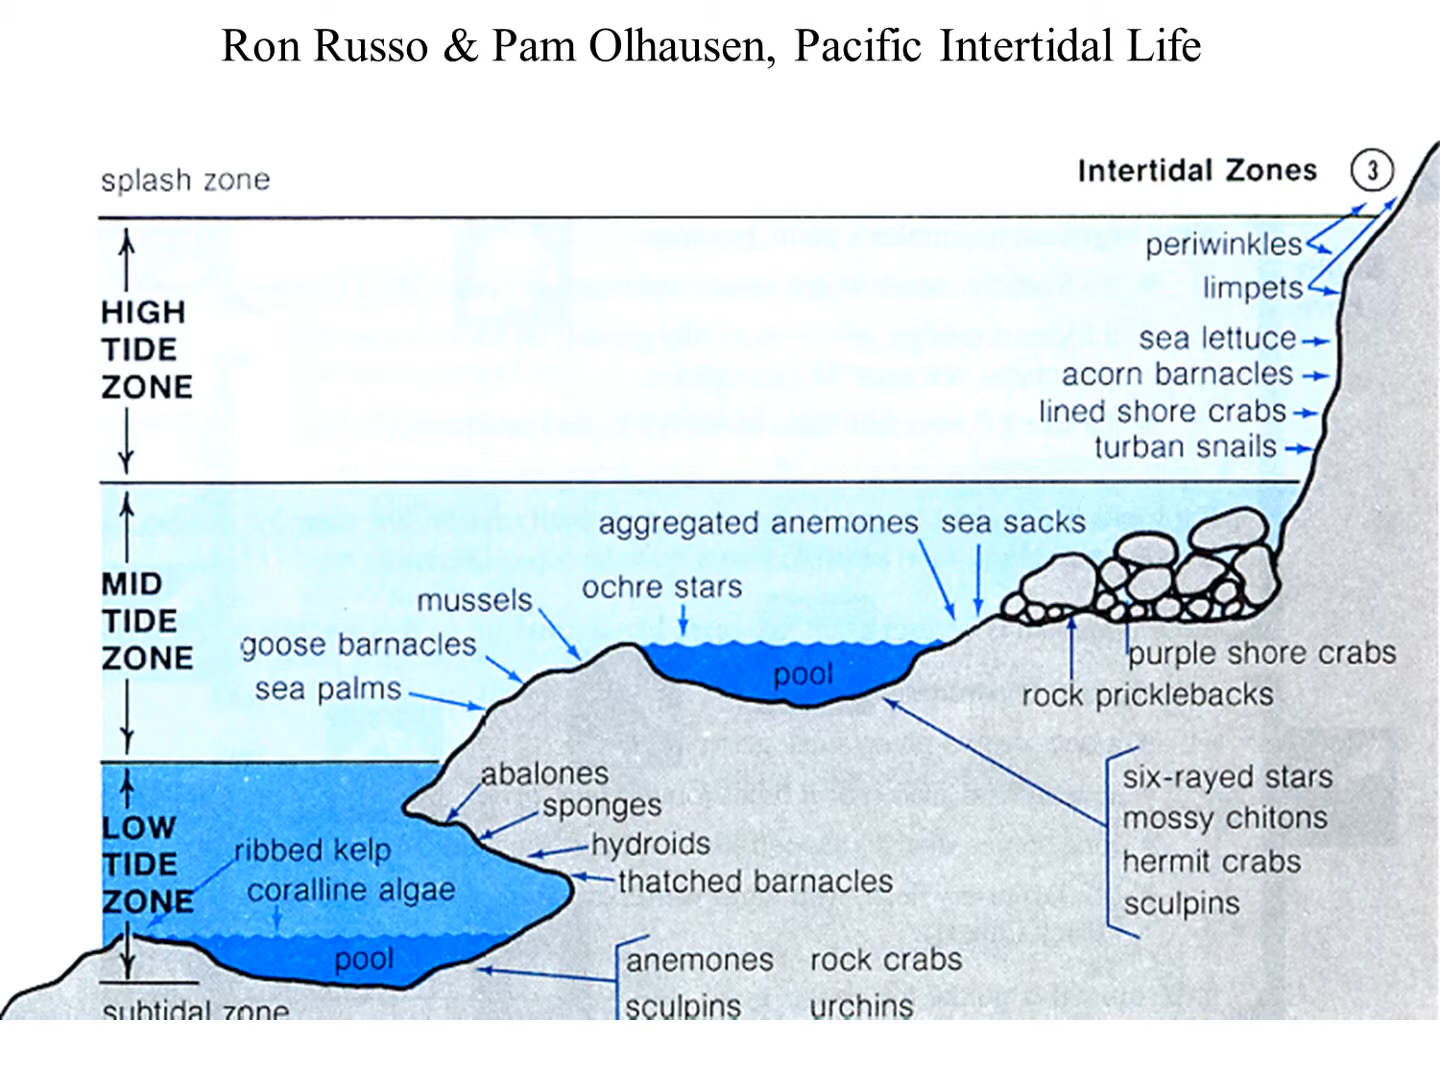 Ron Russo & Pam Olhausen, Pacific Intertidal Life
splash zone
Intertidal Zones 3
HIGH
TIDE
ZONE
periwinkles
limpets
sea lettuce
acorn barnacles
lined shore crabs
turban snails
MID
TIDE
ZONE
aggregated anemones sea sacks
ochre stars
mussels
goose barnacles
sea palms
pool
purple shore crabs
rock pricklebacks
six-rayed stars
mossy chitons
hermit crabs
sculpins
LOW
TIDE
ZONE
abalones
sponges
hydroids
thatched barnacles
ribbed kelp
coralline algae
pool
anemones rock crabs
sculpins urchins
subtidal zone